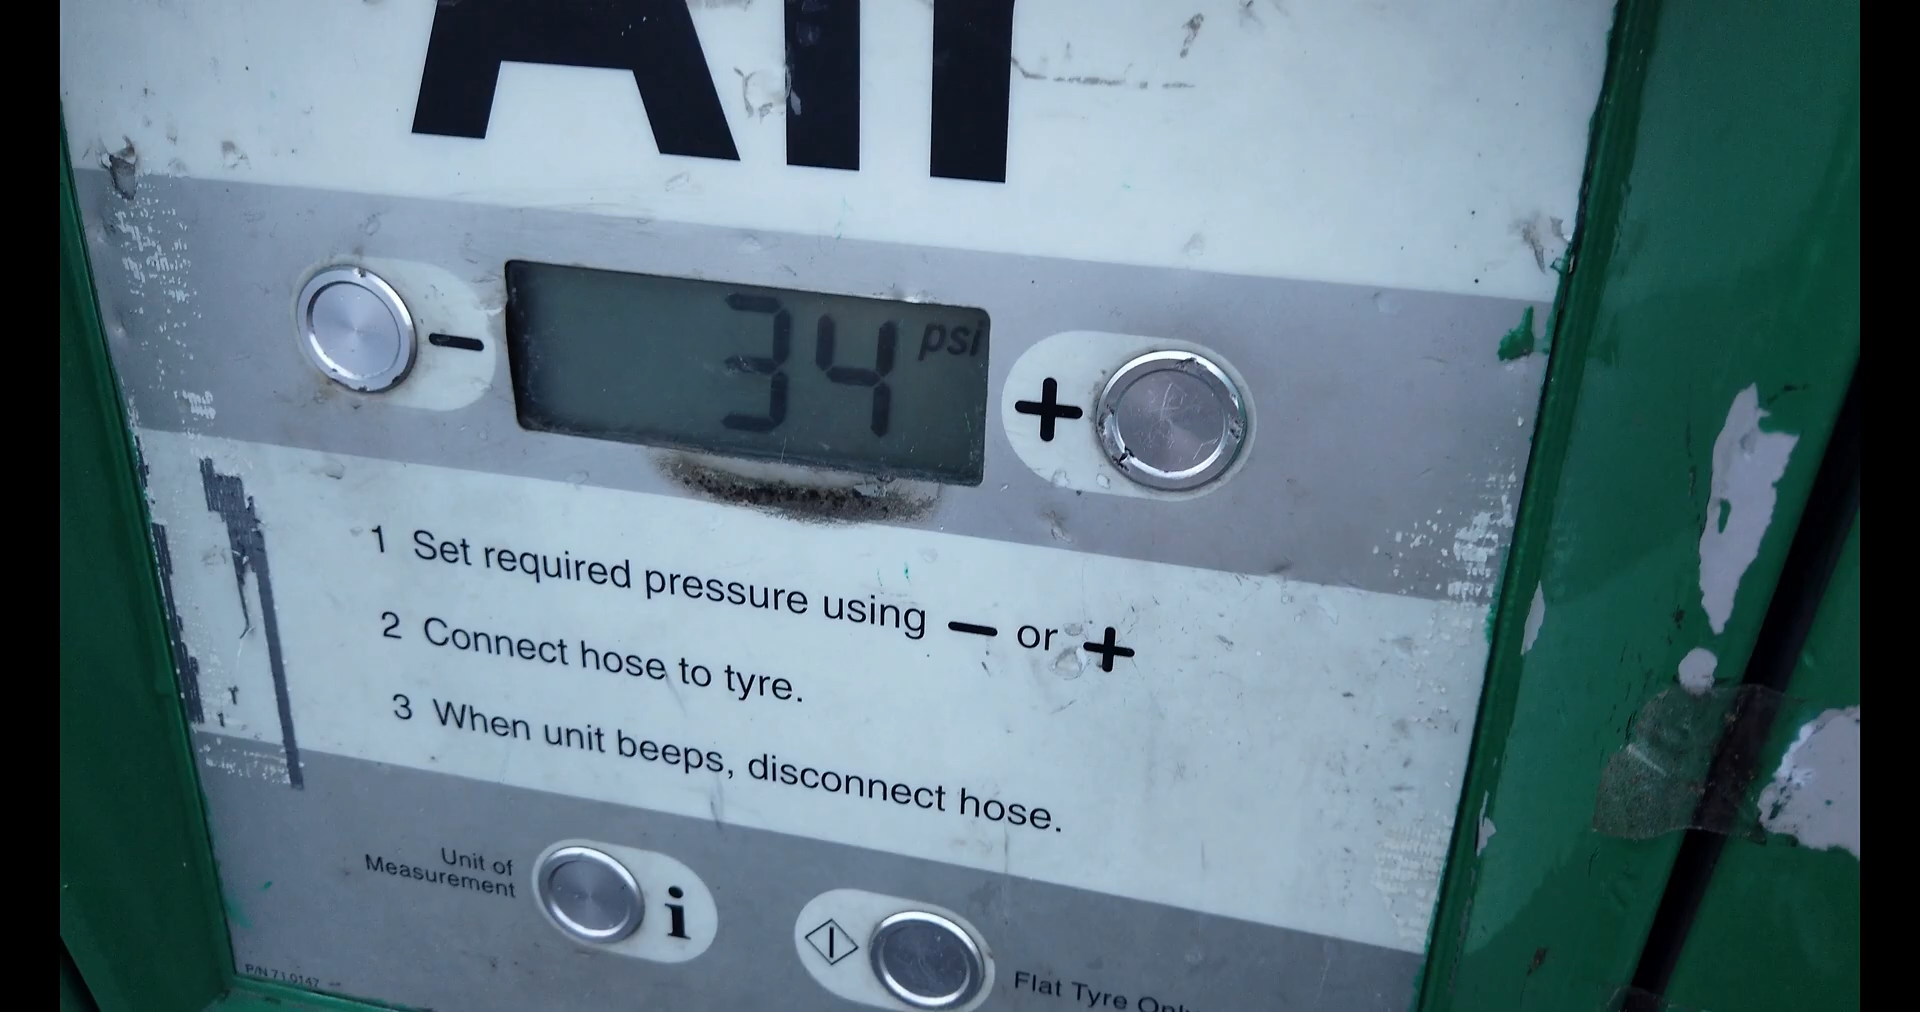 Air
34 psi
1 Set required pressure using – or +
2 Connect hose to tyre.
3 When unit beeps, disconnect hose.
Unit of
Measurement
i
Flat Tyre Only
P/N 71.0147